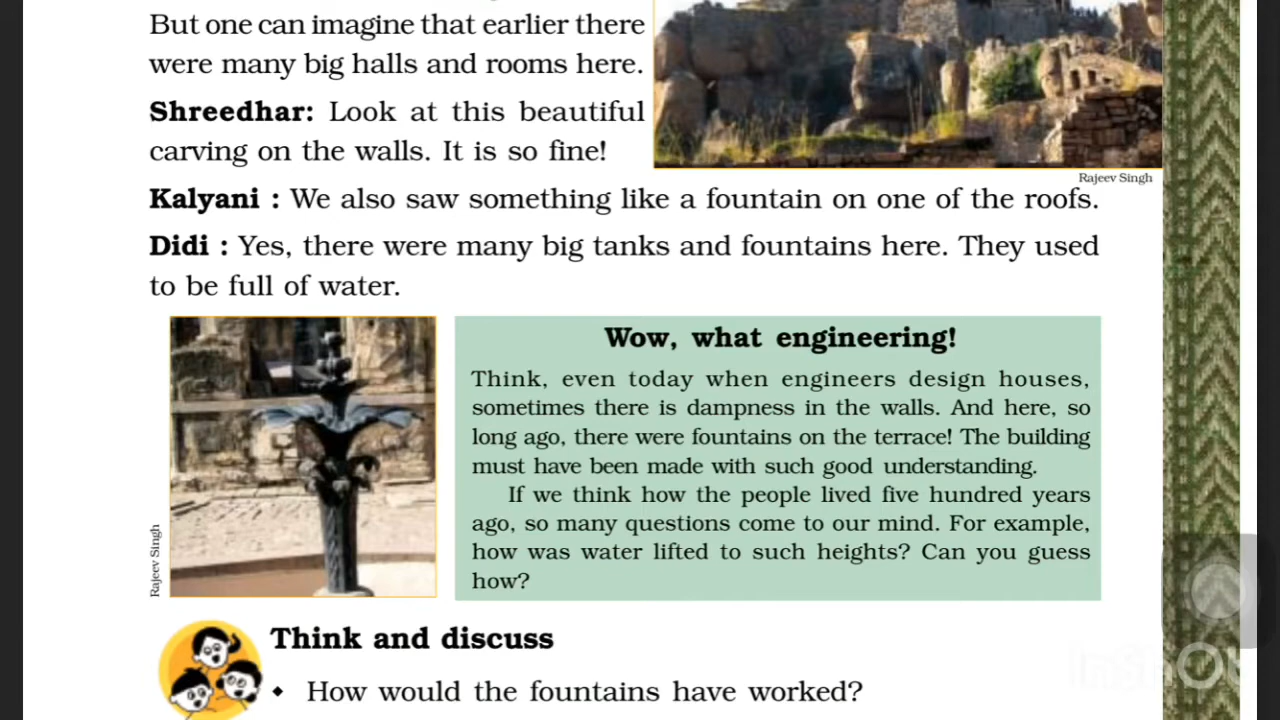 But one can imagine that earlier there
were many big halls and rooms here.
Shreedhar: Look at this beautiful
carving on the walls. It is so fine!
Rajeev Singh
Kalyani : We also saw something like a fountain on one of the roofs.
Didi : Yes, there were many big tanks and fountains here. They used
to be full of water.
Rajeev Singh
Wow, what engineering!
Think, even today when engineers design houses,
sometimes there is dampness in the walls. And here, so
long ago, there were fountains on the terrace! The building
must have been made with such good understanding.
If we think how the people lived five hundred years
ago, so many questions come to our mind. For example,
how was water lifted to such heights? Can you guess
how?
Think and discuss
♦ How would the fountains have worked?